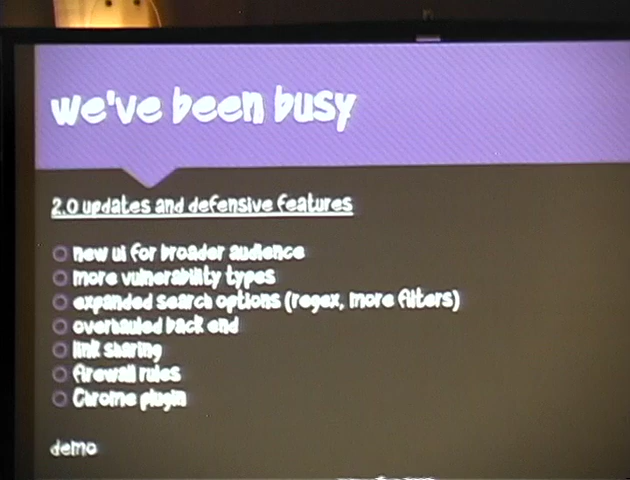 we've been busy
2.0 updates and defensive features
new ui for broader audience
more vulnerability types
expanded search options (regex, more filters)
overhauled back end
link sharing
firewall rules
Chrome plugin
demo